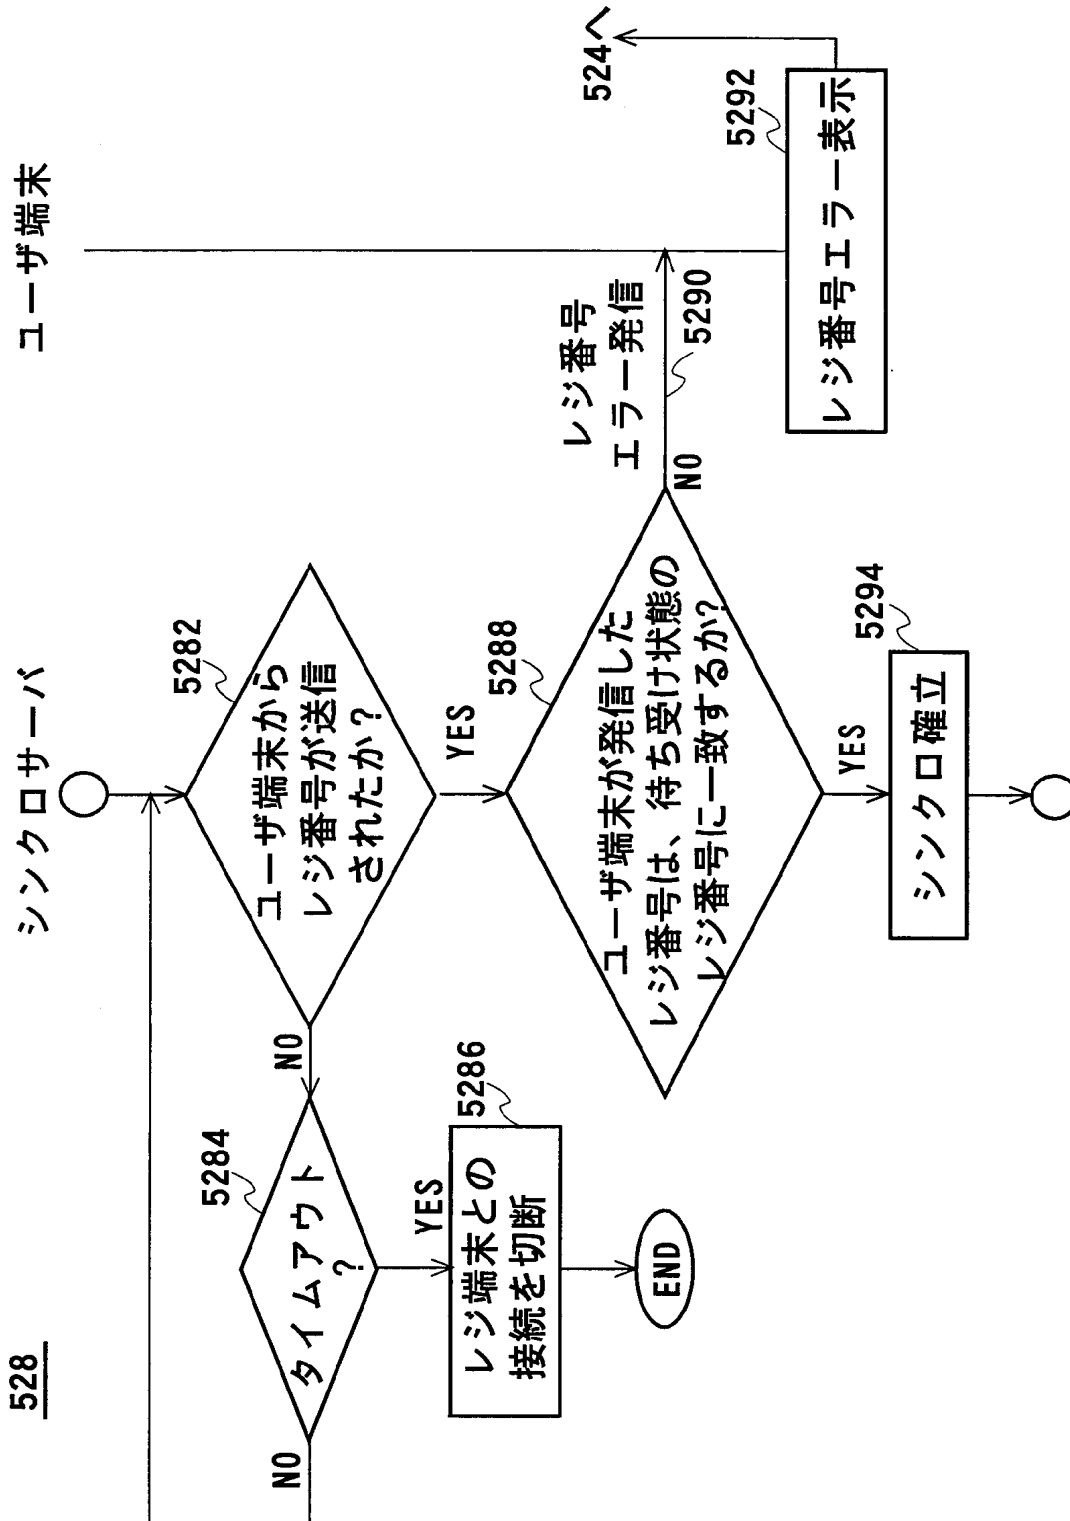 528
シンクロサーバ
ユーザ端末
5282
ユーザ端末から
レジ番号が送信
されたか?
NO
YES
5284
タイムアウト
?
NO
YES
5286
レジ端末との
接続を切断
END
5288
ユーザ端末が発信した
レジ番号は、待ち受け状態の
レジ番号に一致するか?
NO
YES
レジ番号
エラー発信
5290
5292
レジ番号エラー表示
524へ
5294
シンクロ確立